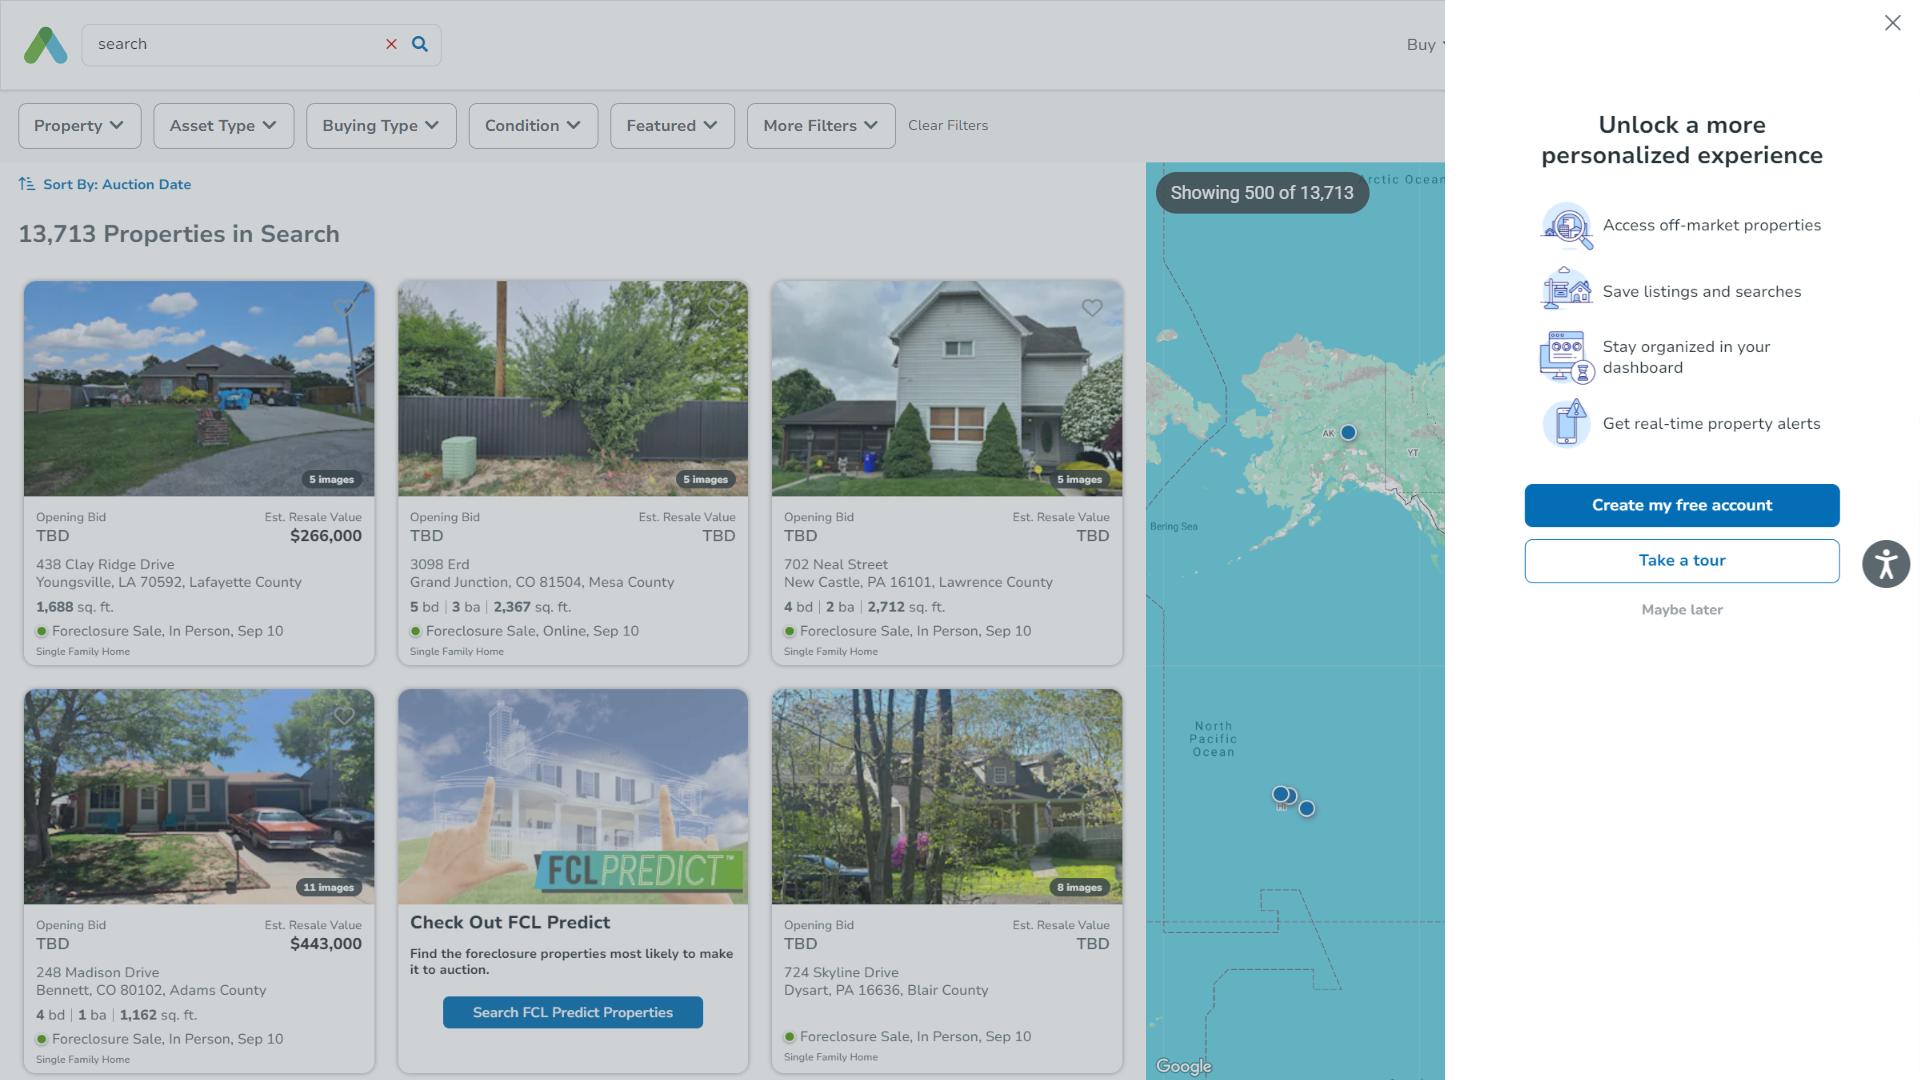 search
Buy
Property
Asset Type
Buying Type
Condition
Featured
More Filters
Clear Filters
Sort By: Auction Date
13,713 Properties in Search
5 images
Opening Bid
Est. Resale Value
TBD
$266,000
438 Clay Ridge Drive
Youngsville, LA 70592, Lafayette County
1,688 sq. ft.
Foreclosure Sale, In Person, Sep 10
Single Family Home
5 images
Opening Bid
Est. Resale Value
TBD
TBD
3098 Erd
Grand Junction, CO 81504, Mesa County
5 bd | 3 ba | 2,367 sq. ft.
Foreclosure Sale, Online, Sep 10
Single Family Home
5 images
Opening Bid
Est. Resale Value
TBD
TBD
702 Neal Street
New Castle, PA 16101, Lawrence County
4 bd | 2 ba | 2,712 sq. ft.
Foreclosure Sale, In Person, Sep 10
Single Family Home
11 images
Opening Bid
Est. Resale Value
TBD
$443,000
248 Madison Drive
Bennett, CO 80102, Adams County
4 bd | 1 ba | 1,162 sq. ft.
Foreclosure Sale, In Person, Sep 10
Single Family Home
FCLPREDICT™
Check Out FCL Predict
Find the foreclosure properties most likely to make
it to auction.
Search FCL Predict Properties
8 images
Opening Bid
Est. Resale Value
TBD
TBD
724 Skyline Drive
Dysart, PA 16636, Blair County
Foreclosure Sale, In Person, Sep 10
Single Family Home
Showing 500 of 13,713
Arctic Ocean
AK
YT
Bering Sea
North
Pacific
Ocean
HI
Google
Unlock a more
personalized experience
Access off-market properties
Save listings and searches
Stay organized in your
dashboard
Get real-time property alerts
Create my free account
Take a tour
Maybe later